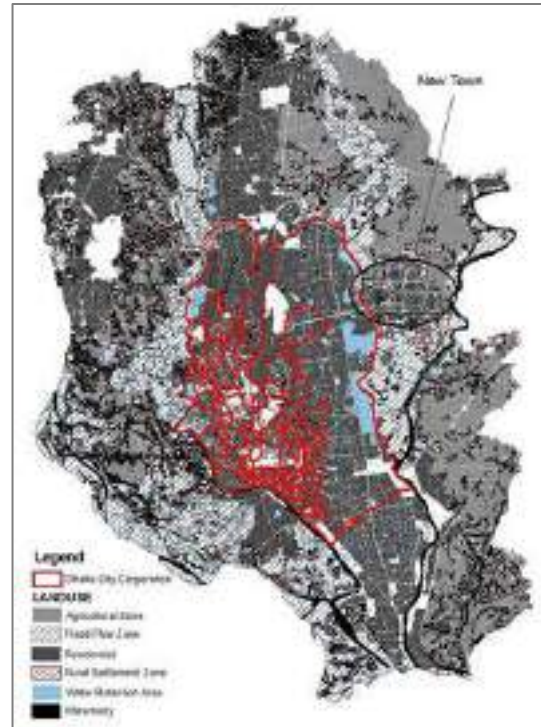 New Town
Legend
Dhaka City Corporation
LANDUSE
Agricultural Zone
Flood Flow Zone
Residential
Rural Settlement Zone
Water Retention Area
Waterbody